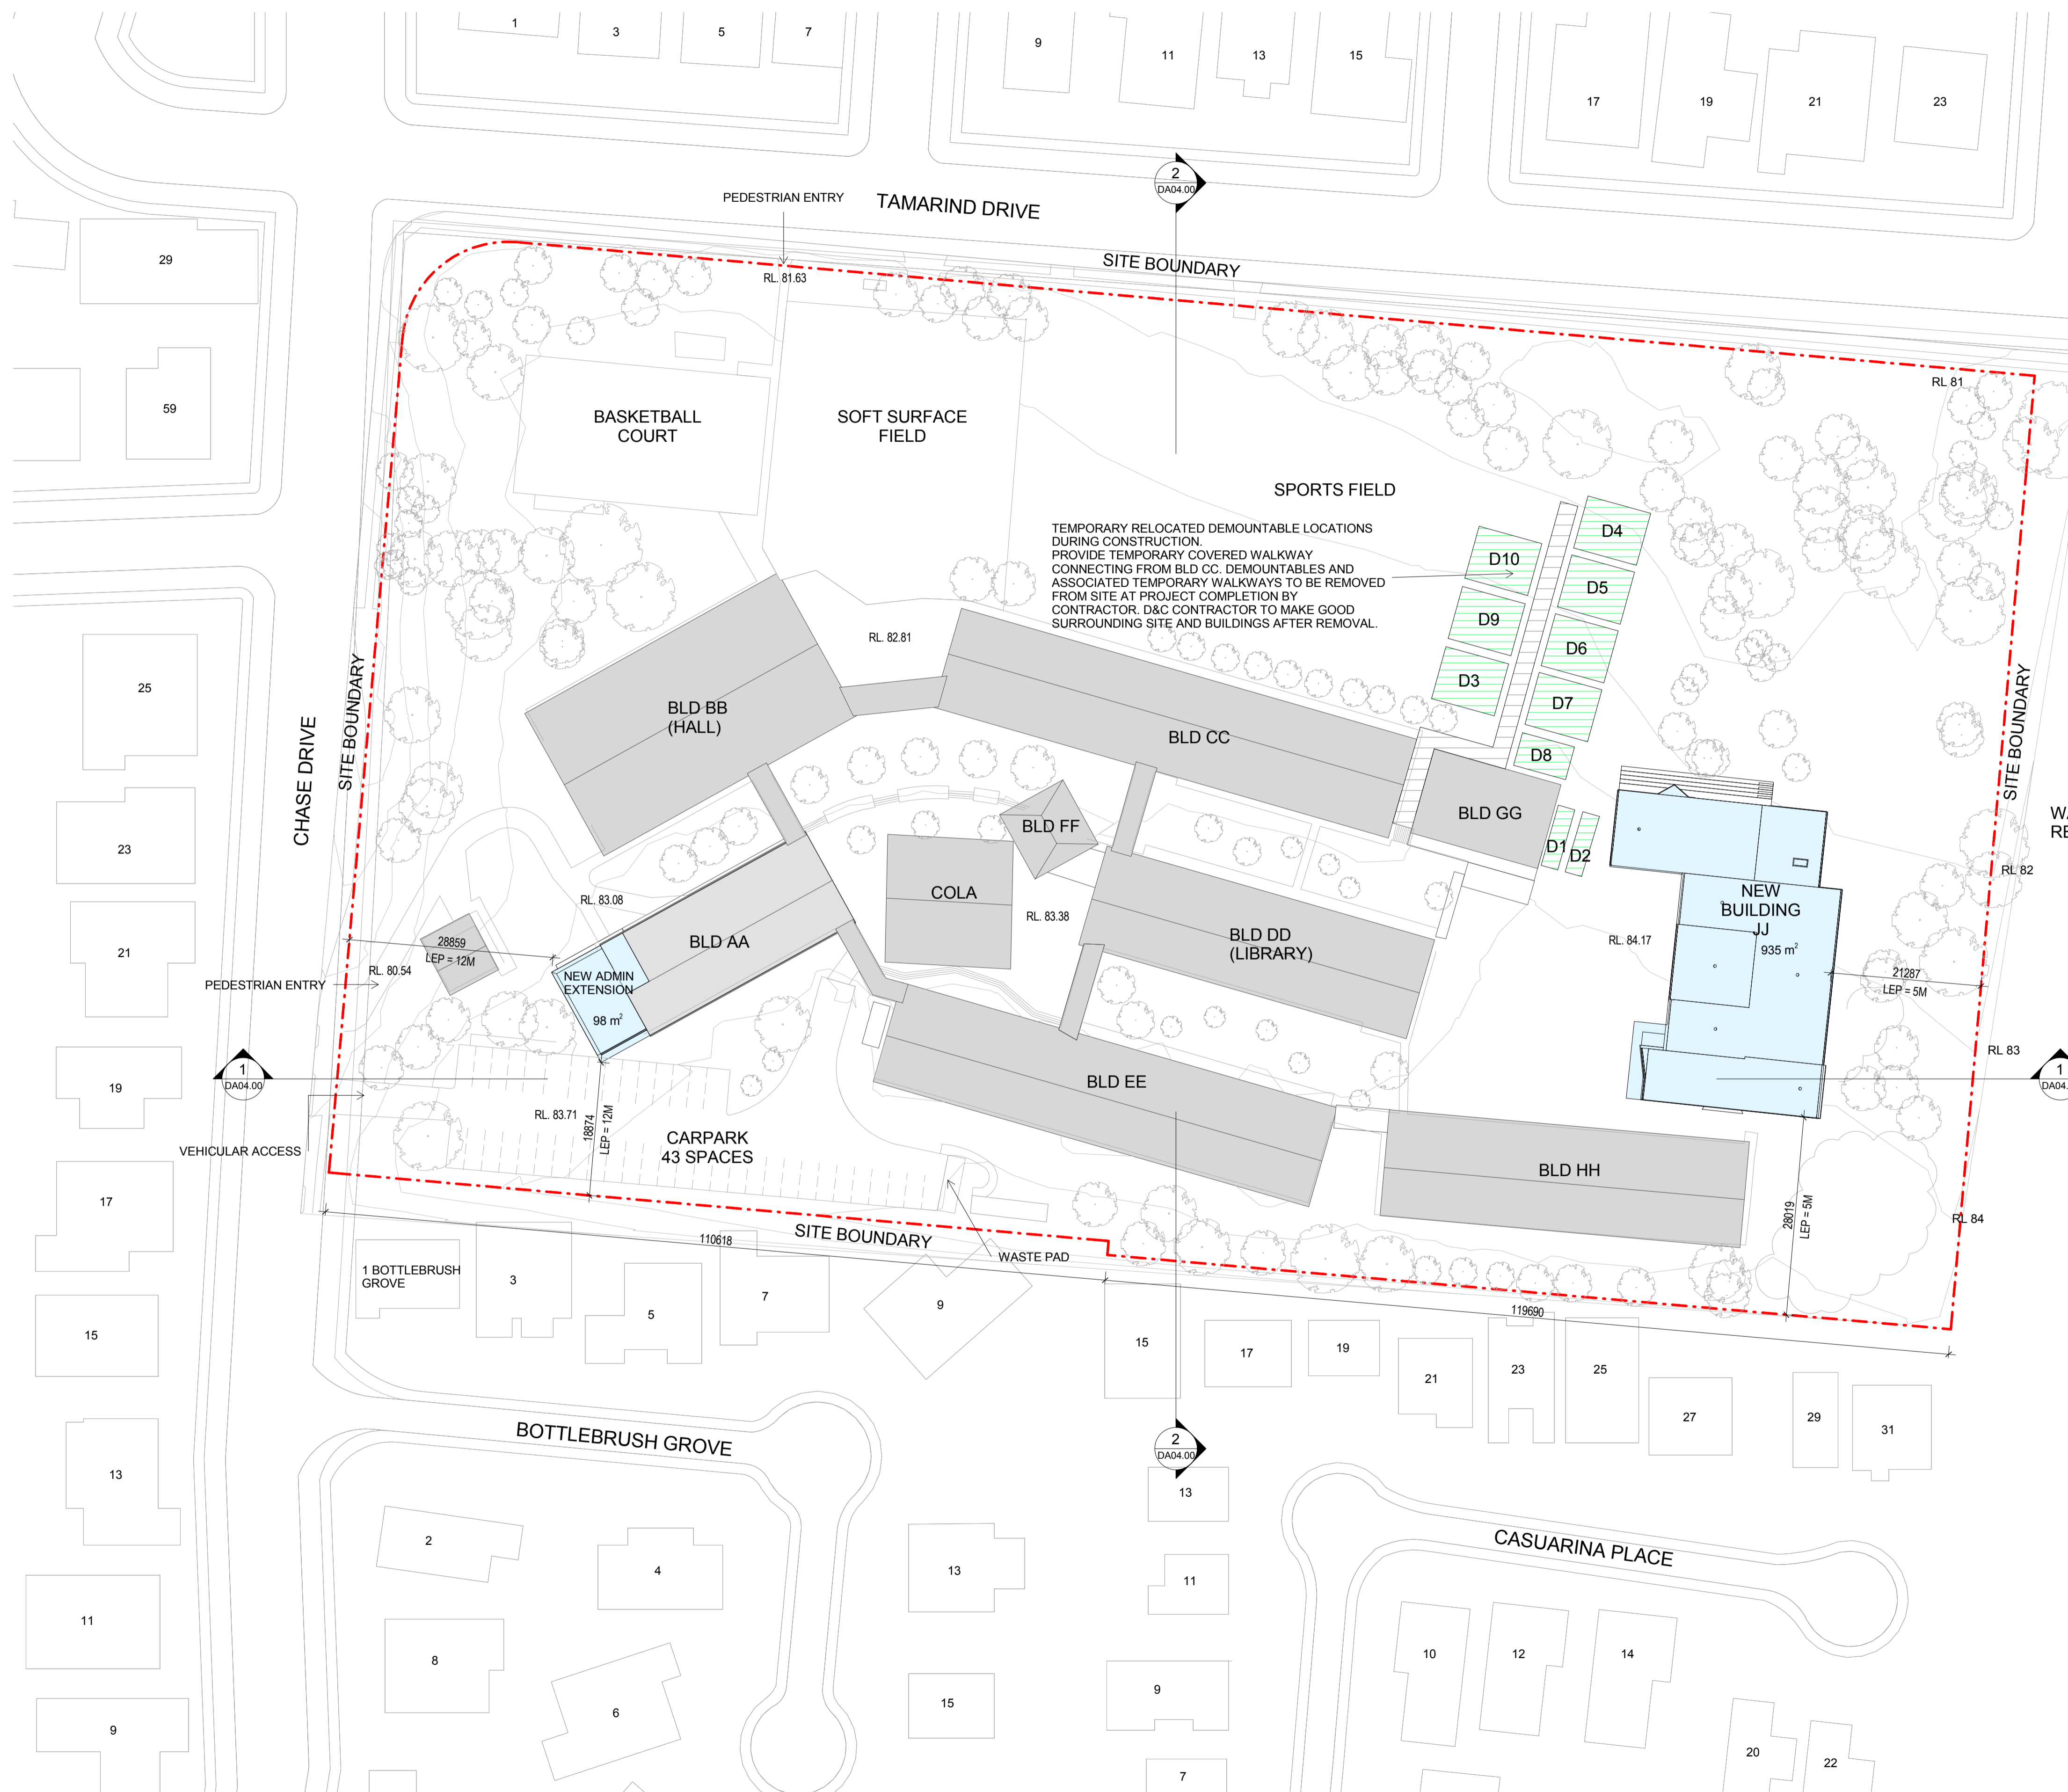 1
3
5
7
9
11
13
15
17
19
21
23
2
DA04.00
PEDESTRIAN ENTRY
TAMARIND DRIVE
SITE BOUNDARY
RL. 81.63
29
59
RL 81
BASKETBALL
COURT
SOFT SURFACE
FIELD
SPORTS FIELD
TEMPORARY RELOCATED DEMOUNTABLE LOCATIONS
DURING CONSTRUCTION.
PROVIDE TEMPORARY COVERED WALKWAY
CONNECTING FROM BLD CC. DEMOUNTABLES AND
ASSOCIATED TEMPORARY WALKWAYS TO BE REMOVED
FROM SITE AT PROJECT COMPLETION BY
CONTRACTOR. D&C CONTRACTOR TO MAKE GOOD
SURROUNDING SITE AND BUILDINGS AFTER REMOVAL.
D10
D4
D5
D9
D6
D3
D7
D8
D1
D2
RL. 82.81
25
CHASE DRIVE
SITE BOUNDARY
BLD BB
(HALL)
BLD CC
SITE BOUNDARY
BLD GG
BLD FF
23
COLA
RL. 83.08
RL. 83.38
BLD AA
BLD DD
(LIBRARY)
RL. 84.17
NEW
BUILDING
JJ
935 m²
RL 82
21
28859
LEP = 12M
RL. 80.54
PEDESTRIAN ENTRY
NEW ADMIN
EXTENSION
98 m²
21287
LEP = 5M
RL 83
1
DA04.00
1
19
BLD EE
RL. 83.71
18874
LEP = 12M
CARPARK
43 SPACES
VEHICULAR ACCESS
BLD HH
17
28019
LEP = 5M
RL 84
SITE BOUNDARY
110618
WASTE PAD
119690
1 BOTTLEBRUSH
GROVE
3
5
7
9
15
15
17
19
21
23
25
27
29
31
BOTTLEBRUSH GROVE
2
DA04.00
13
13
CASUARINA PLACE
2
4
13
11
11
8
6
15
9
10
12
14
9
20
22
7